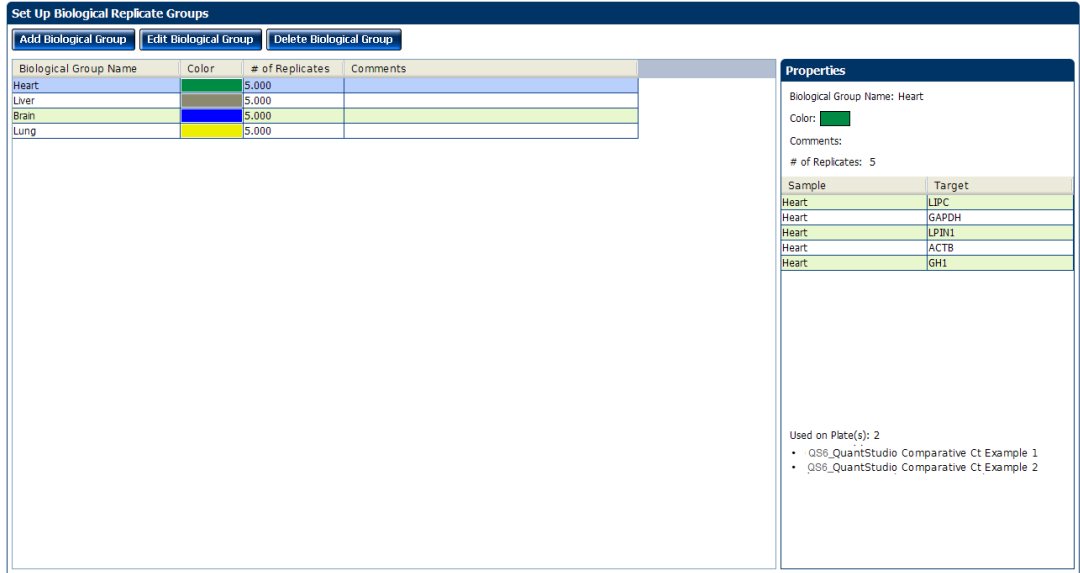 Set Up Biological Replicate Groups
Add Biological Group Edit Biological Group Delete Biological Group
Biological Group Name Color # of Replicates Comments
Heart 5.000
Liver 5.000
Brain 5.000
Lung 5.000
Properties
Biological Group Name: Heart
Color:
Comments:
# of Replicates: 5
Sample Target
Heart LIPC
Heart GAPDH
Heart LPIN1
Heart ACTB
Heart GH1
Used on Plate(s): 2
• QS6_QuantStudio Comparative Ct Example 1
• QS6_QuantStudio Comparative Ct Example 2